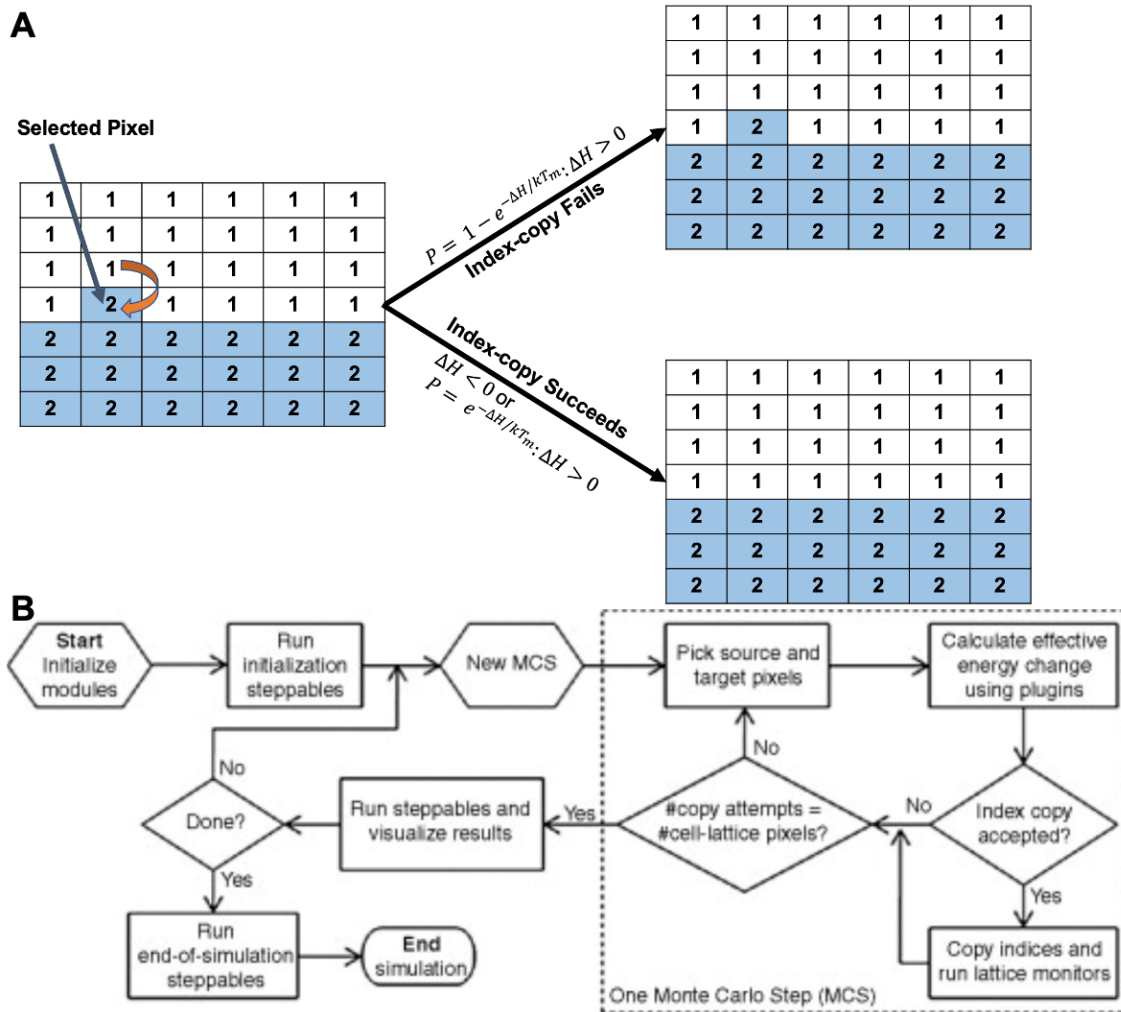 A
Selected Pixel
1 1 1 1 1 1
1 1 1 1 1 1
1 1 1 1 1 1
1 2 1 1 1 1
2 2 2 2 2 2
2 2 2 2 2 2
2 2 2 2 2 2
P = 1 − e^{−ΔH/kT_m}: ΔH > 0
Index-copy Fails
1 1 1 1 1 1
1 1 1 1 1 1
1 1 1 1 1 1
1 2 1 1 1 1
2 2 2 2 2 2
2 2 2 2 2 2
2 2 2 2 2 2
Index-copy Succeeds
ΔH < 0 or
P = e^{−ΔH/kT_m}: ΔH > 0
1 1 1 1 1 1
1 1 1 1 1 1
1 1 1 1 1 1
1 1 1 1 1 1
2 2 2 2 2 2
2 2 2 2 2 2
2 2 2 2 2 2
B
Start
Initialize
modules
Run
initialization
steppables
New MCS
Pick source and
target pixels
Calculate effective
energy change
using plugins
Index copy
accepted?
No
Yes
Copy indices and
run lattice monitors
#copy attempts =
#cell-lattice pixels?
No
Yes
Run steppables and
visualize results
Done?
No
Yes
Run
end-of-simulation
steppables
End
simulation
One Monte Carlo Step (MCS)